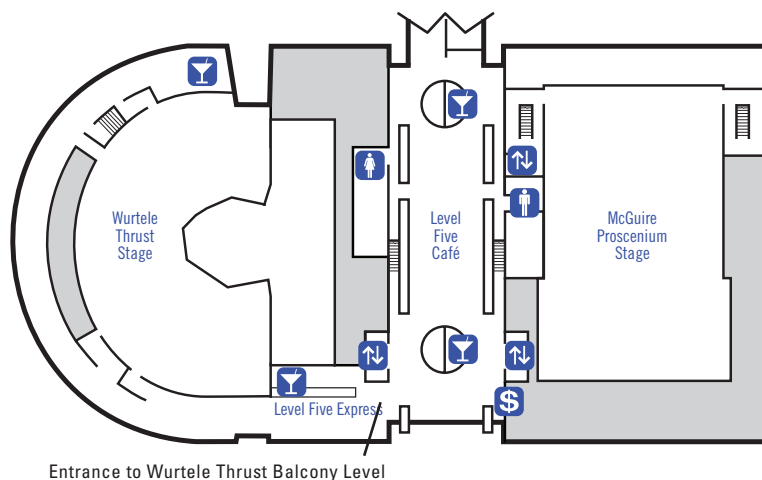 Wurtele
Thrust
Stage
Level
Five
Café
McGuire
Proscenium
Stage
$
Level Five Express
Entrance to Wurtele Thrust Balcony Level